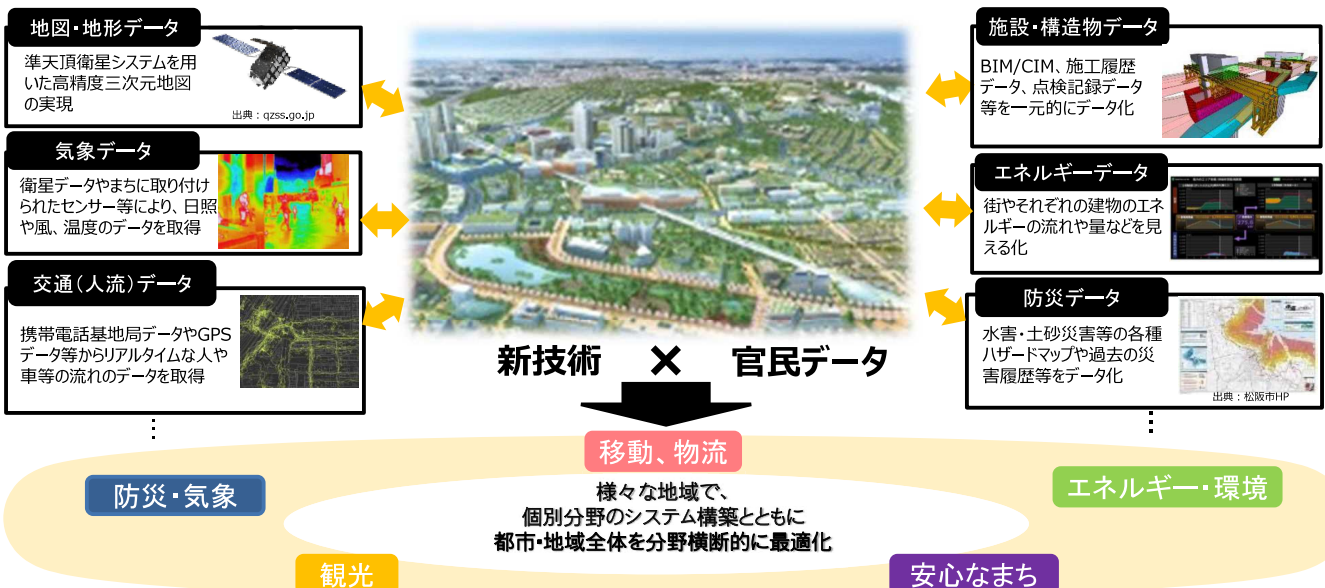 地図・地形データ
準天頂衛星システムを用
いた高精度三次元地図
の実現
出典：qzss.go.jp
気象データ
衛星データやまちに取り付け
られたセンサー等により、日照
や風、温度のデータを取得
交通（人流）データ
携帯電話基地局データやGPS
データ等からリアルタイムな人や
車等の流れのデータを取得
施設・構造物データ
BIM/CIM、施工履歴
データ、点検記録データ
等を一元的にデータ化
エネルギーデータ
街やそれぞれの建物のエネ
ルギーの流れや量などを見
える化
防災データ
水害・土砂災害等の各種
ハザードマップや過去の災
害履歴等をデータ化
出典：松阪市HP
新技術 × 官民データ
移動、物流
防災・気象
エネルギー・環境
様々な地域で、
個別分野のシステム構築とともに
都市・地域全体を分野横断的に最適化
観光
安心なまち